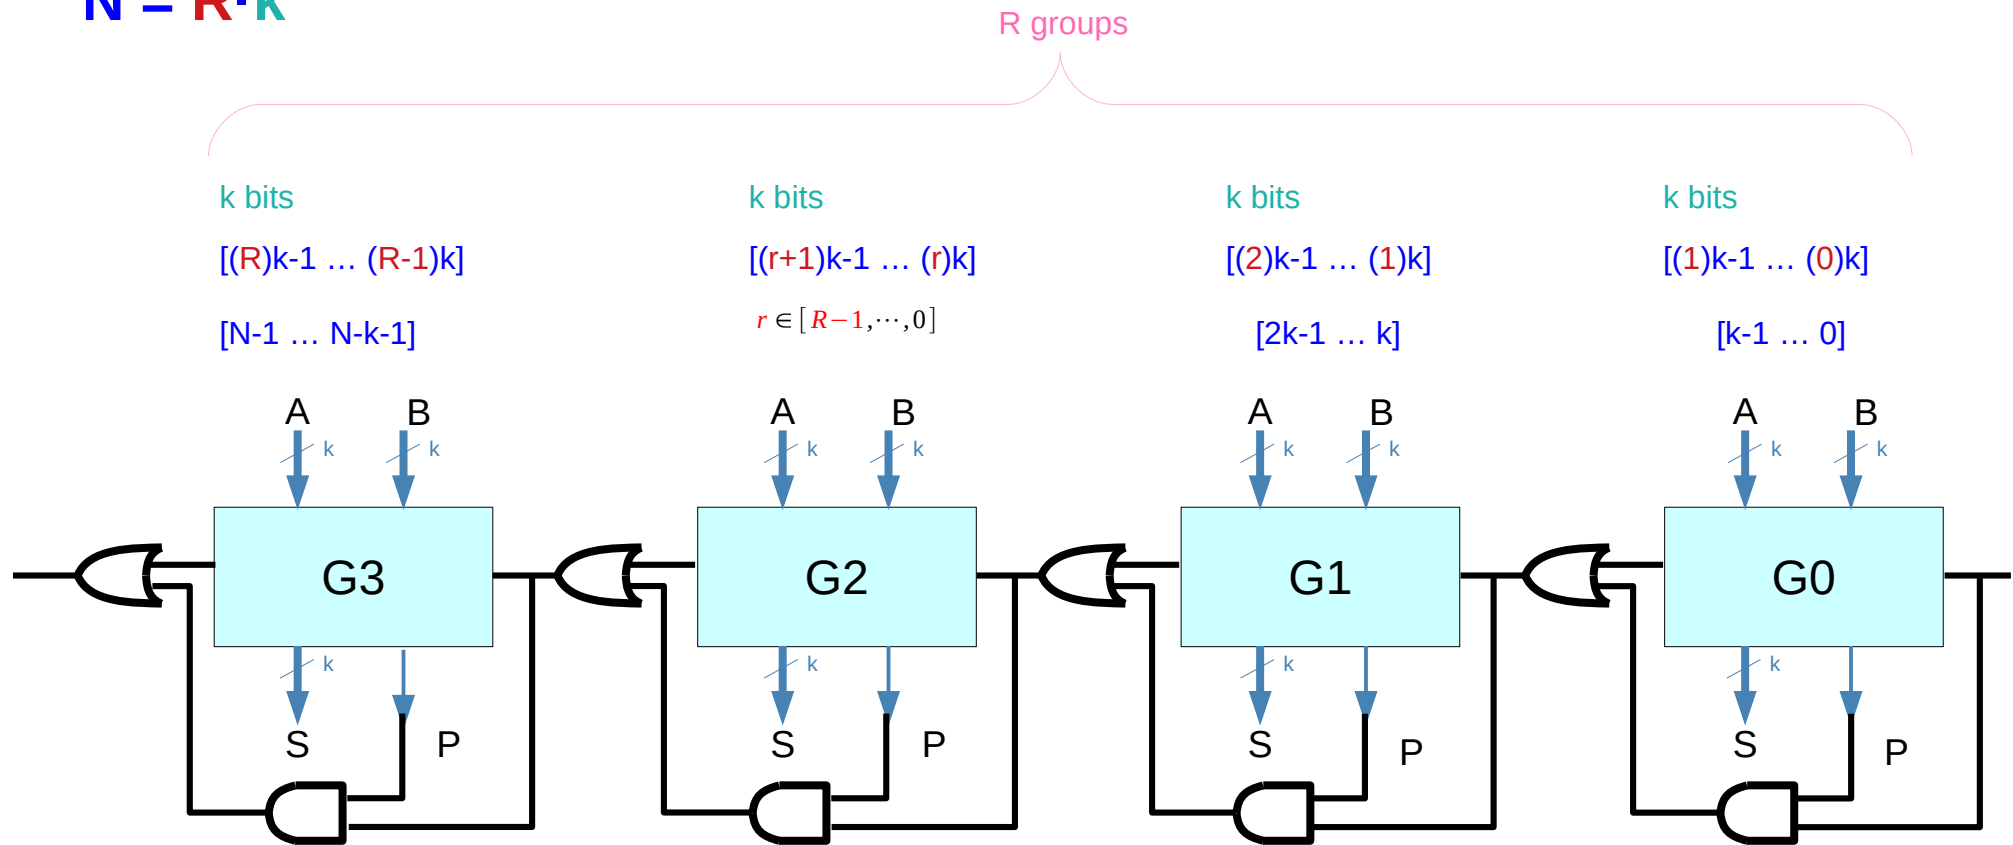 N = R·k
R groups
k bits k bits k bits k bits
[(R)k-1 … (R-1)k] [(r+1)k-1 … (r)k] [(2)k-1 … (1)k] [(1)k-1 … (0)k]
r ∈ [R−1,⋯,0]
[N-1 … N-k-1] [2k-1 … k] [k-1 … 0]
A B A B A B A B
k k k k k k k k
G3 G2 G1 G0
k k k k
S P S P S P S P